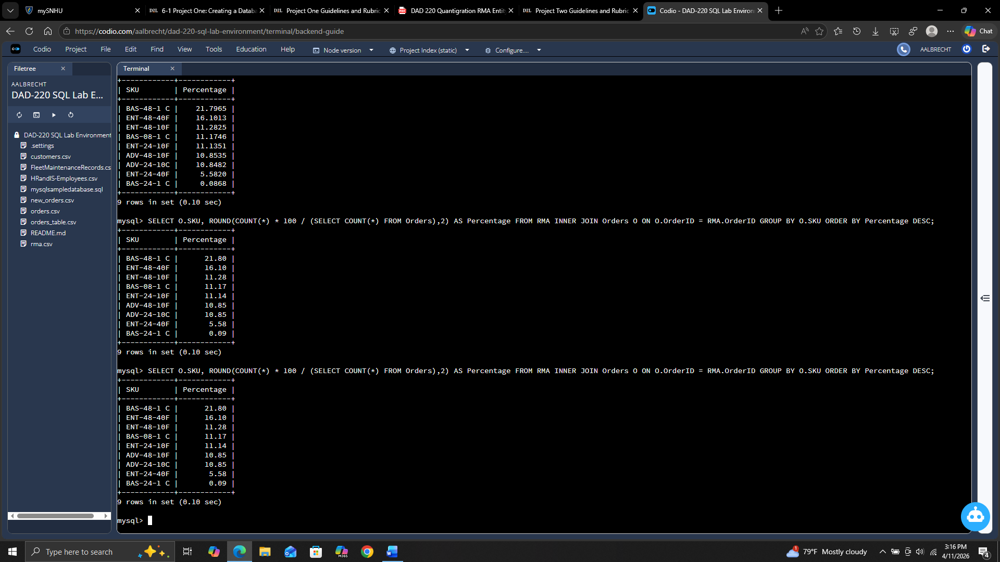 mySNHU
D2L 6-1 Project One: Creating a Databa
D2L Project One Guidelines and Rubric
PDF DAD 220 Quantigration RMA Entit
D2L Project Two Guidelines and Rubric
Codio - DAD-220 SQL Lab Environ
https://codio.com/aalbrecht/dad-220-sql-lab-environment/terminal/backend-guide
Chat
Codio Project File Edit Find View Tools Education Help Node version Project Index (static) Configure.... AALBRECHT
Filetree
AALBRECHT
DAD-220 SQL Lab E...
DAD-220 SQL Lab Environment
.settings
customers.csv
FleetMaintenanceRecords.cs
HRandIS-Employees.csv
mysqlsampledatabase.sql
new_orders.csv
orders.csv
orders_table.csv
README.md
rma.csv
Terminal
+------------+------------+
| SKU        | Percentage |
+------------+------------+
| BAS-48-1 C |    21.7965 |
| ENT-48-40F |    16.1013 |
| ENT-48-10F |    11.2825 |
| BAS-08-1 C |    11.1746 |
| ENT-24-10F |    11.1351 |
| ADV-48-10F |    10.8535 |
| ADV-24-10C |    10.8482 |
| ENT-24-40F |     5.5820 |
| BAS-24-1 C |     0.0868 |
+------------+------------+
9 rows in set (0.10 sec)
mysql> SELECT O.SKU, ROUND(COUNT(*) * 100 / (SELECT COUNT(*) FROM Orders),2) AS Percentage FROM RMA INNER JOIN Orders O ON O.OrderID = RMA.OrderID GROUP BY O.SKU ORDER BY Percentage DESC;
+------------+------------+
| SKU        | Percentage |
+------------+------------+
| BAS-48-1 C |      21.80 |
| ENT-48-40F |      16.10 |
| ENT-48-10F |      11.28 |
| BAS-08-1 C |      11.17 |
| ENT-24-10F |      11.14 |
| ADV-48-10F |      10.85 |
| ADV-24-10C |      10.85 |
| ENT-24-40F |       5.58 |
| BAS-24-1 C |       0.09 |
+------------+------------+
9 rows in set (0.10 sec)
mysql> SELECT O.SKU, ROUND(COUNT(*) * 100 / (SELECT COUNT(*) FROM Orders),2) AS Percentage FROM RMA INNER JOIN Orders O ON O.OrderID = RMA.OrderID GROUP BY O.SKU ORDER BY Percentage DESC;
+------------+------------+
| SKU        | Percentage |
+------------+------------+
| BAS-48-1 C |      21.80 |
| ENT-48-40F |      16.10 |
| ENT-48-10F |      11.28 |
| BAS-08-1 C |      11.17 |
| ENT-24-10F |      11.14 |
| ADV-48-10F |      10.85 |
| ADV-24-10C |      10.85 |
| ENT-24-40F |       5.58 |
| BAS-24-1 C |       0.09 |
+------------+------------+
9 rows in set (0.10 sec)
mysql>
Type here to search
M365
1
79°F Mostly cloudy
3:16 PM
4/11/2026
4